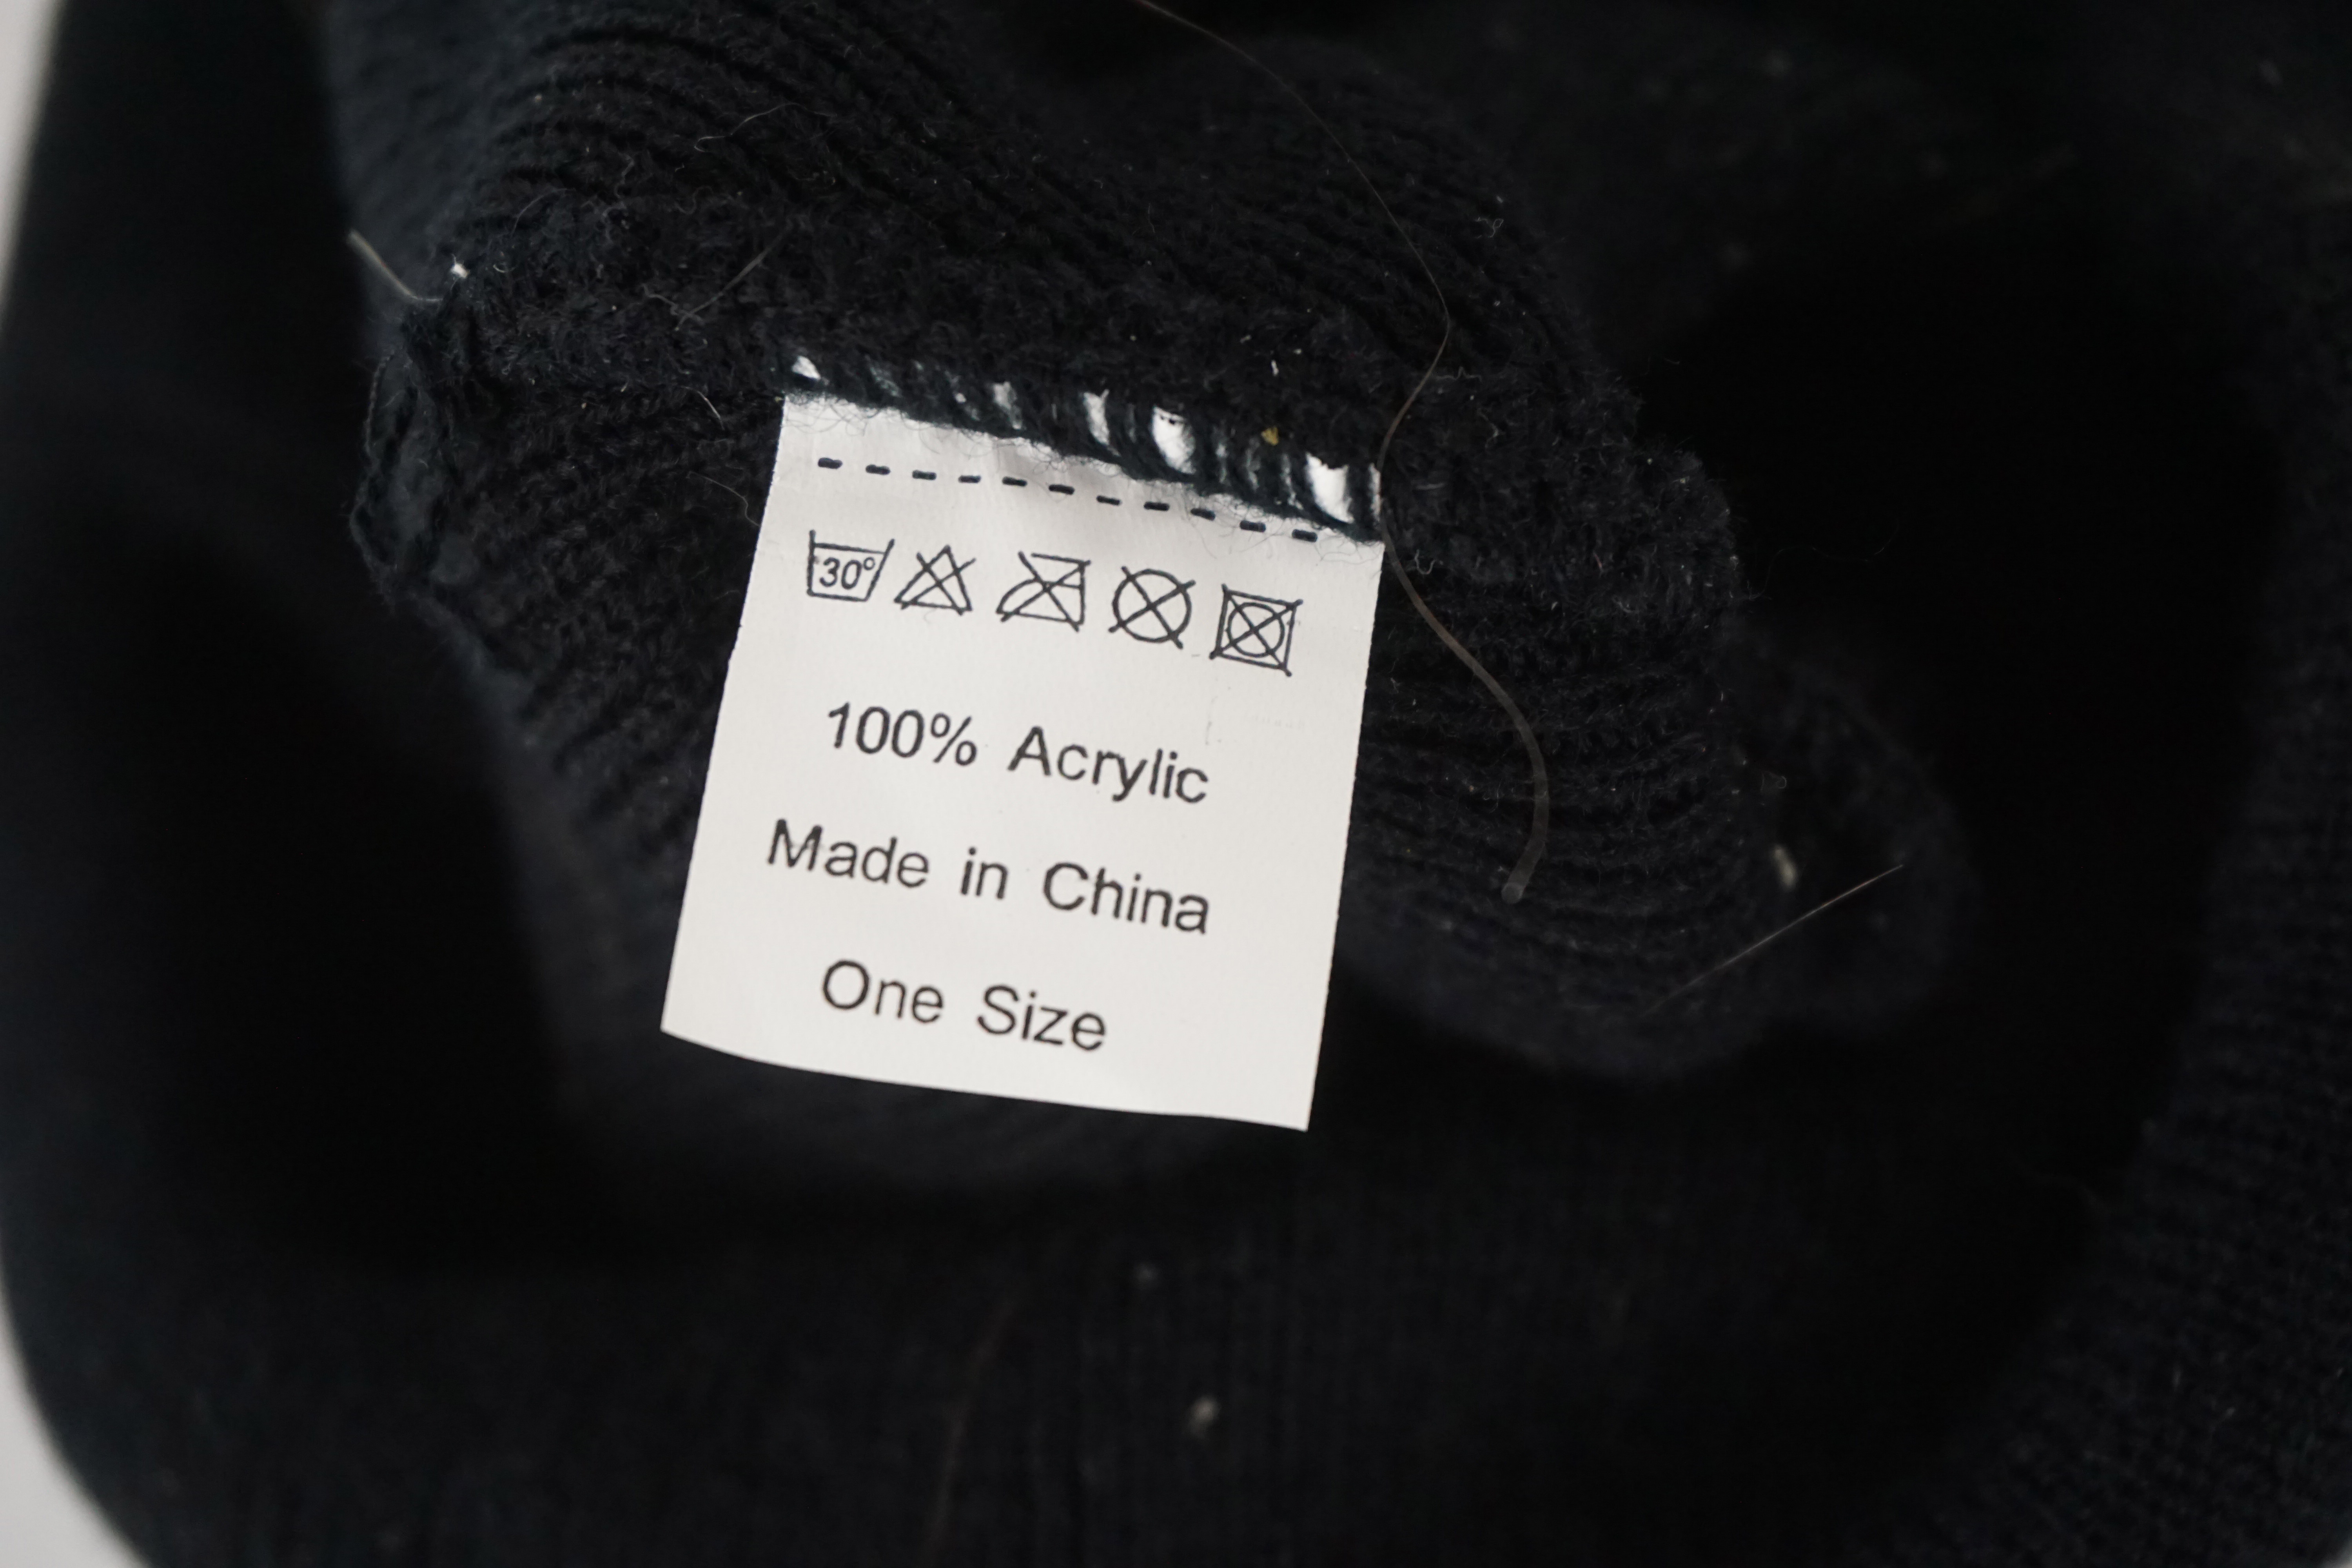 30°
100% Acrylic
Made in China
One Size